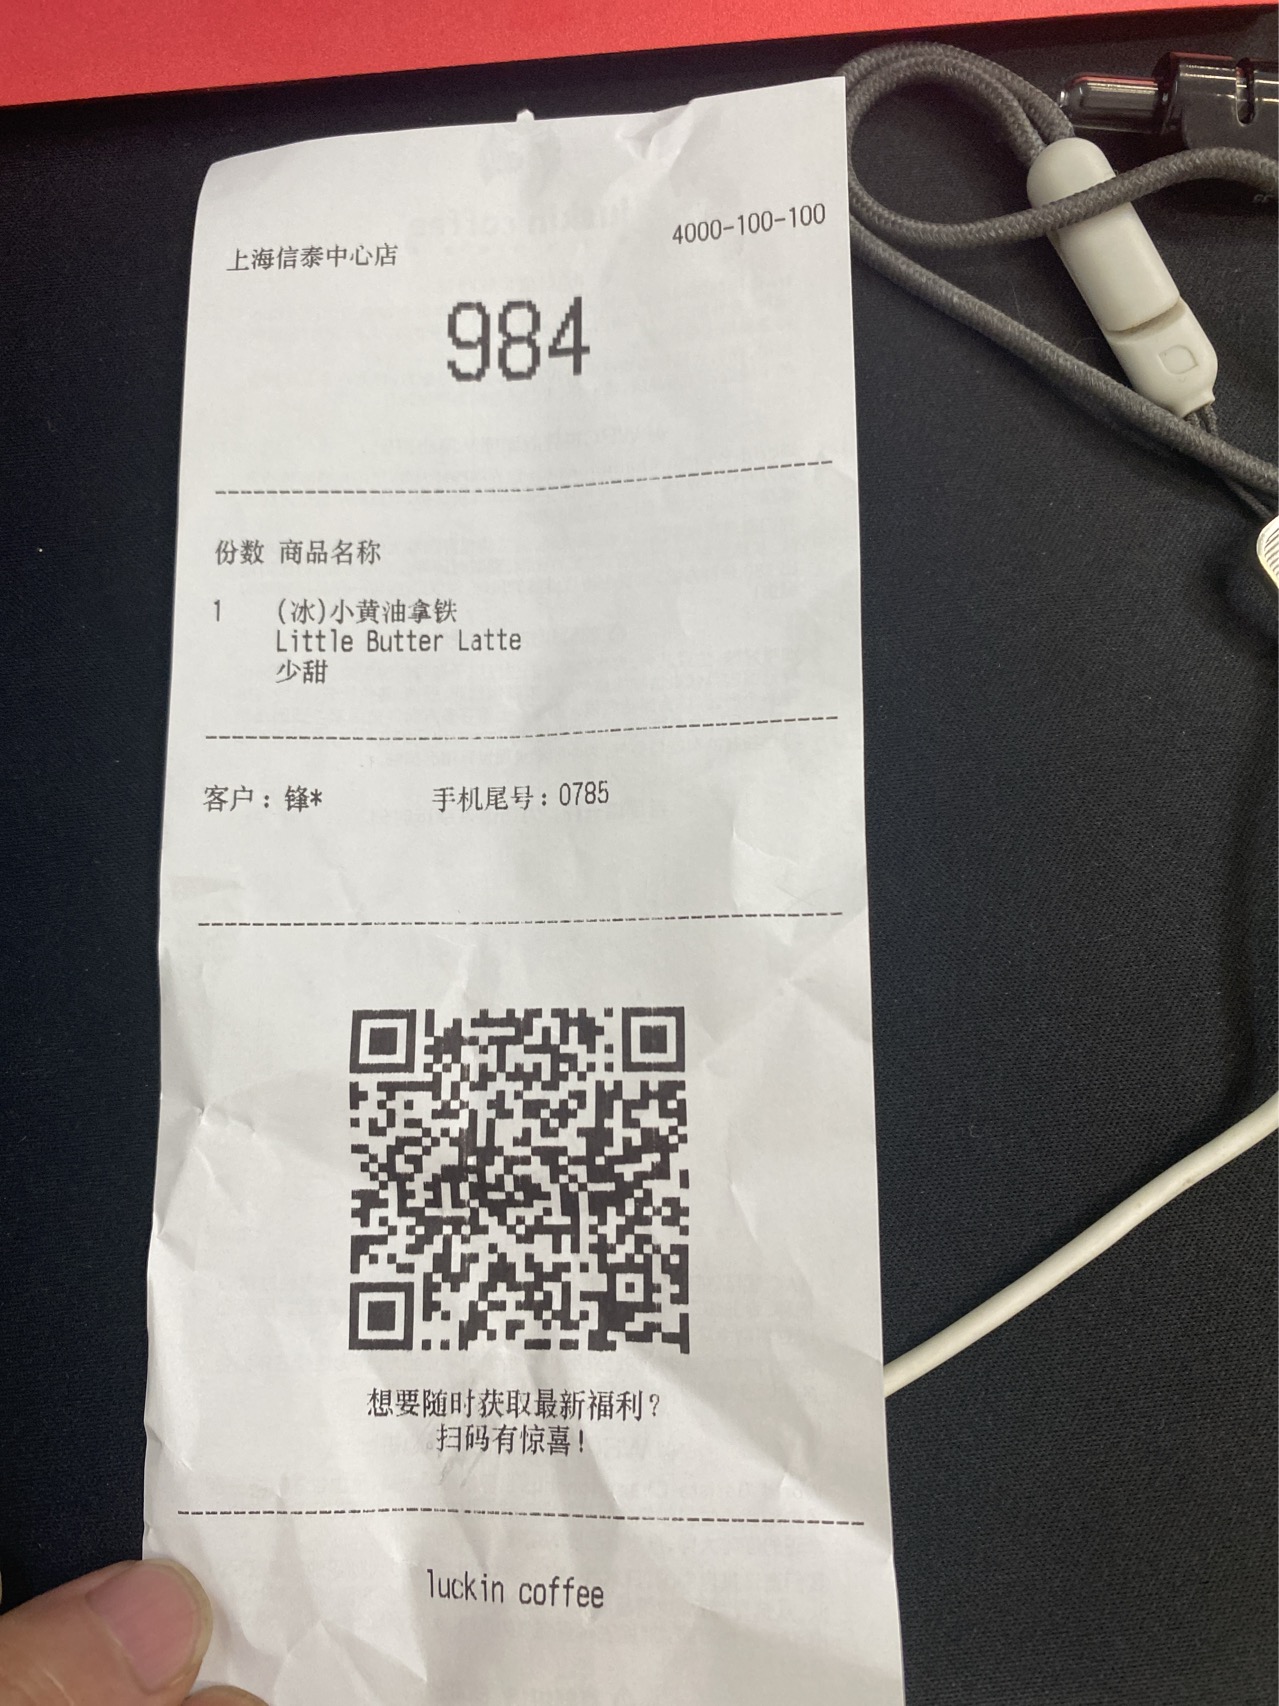 上海信泰中心店 4000-100-100
984
份数 商品名称
1 (冰)小黄油拿铁
Little Butter Latte
少甜
客户：锋* 手机尾号：0785
想要随时获取最新福利？
扫码有惊喜！
luckin coffee